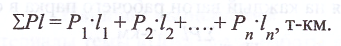 ΣPl = P₁·l₁ + P₂·l₂+....+ Pₙ·lₙ, т-км.